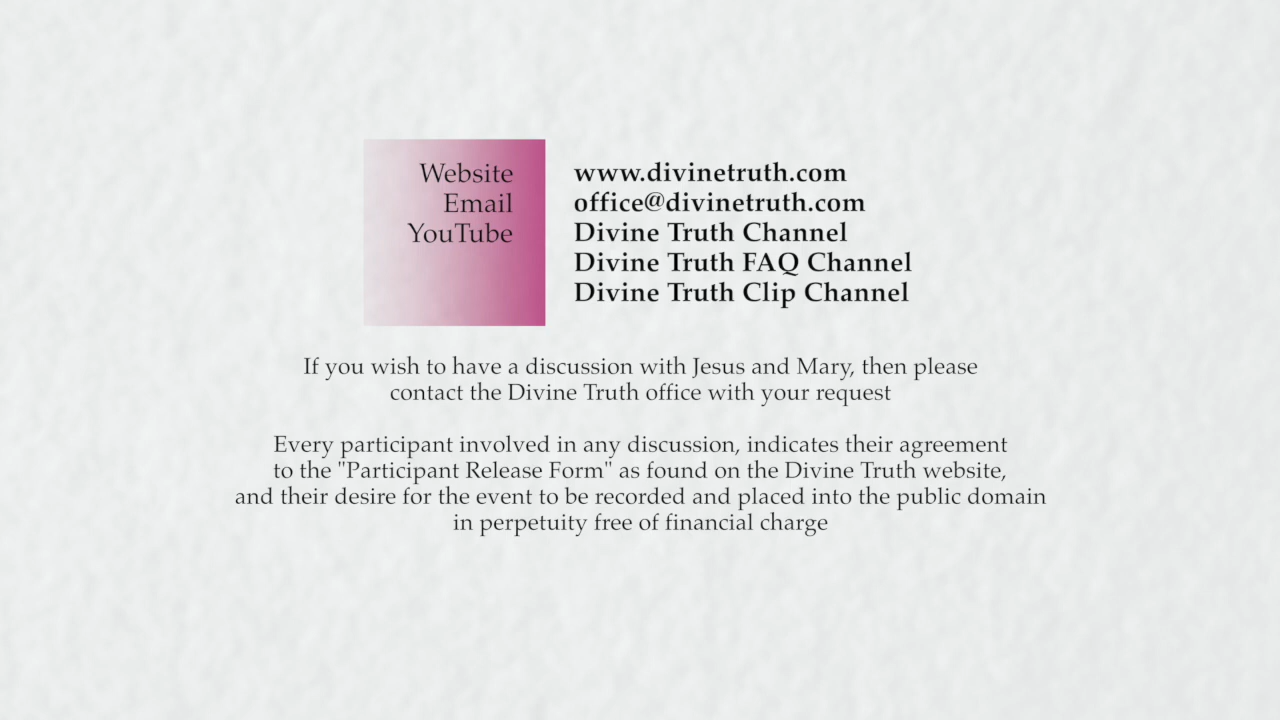 Website www.divinetruth.com
Email office@divinetruth.com
YouTube Divine Truth Channel
Divine Truth FAQ Channel
Divine Truth Clip Channel
If you wish to have a discussion with Jesus and Mary, then please
contact the Divine Truth office with your request
Every participant involved in any discussion, indicates their agreement
to the "Participant Release Form" as found on the Divine Truth website,
and their desire for the event to be recorded and placed into the public domain
in perpetuity free of financial charge